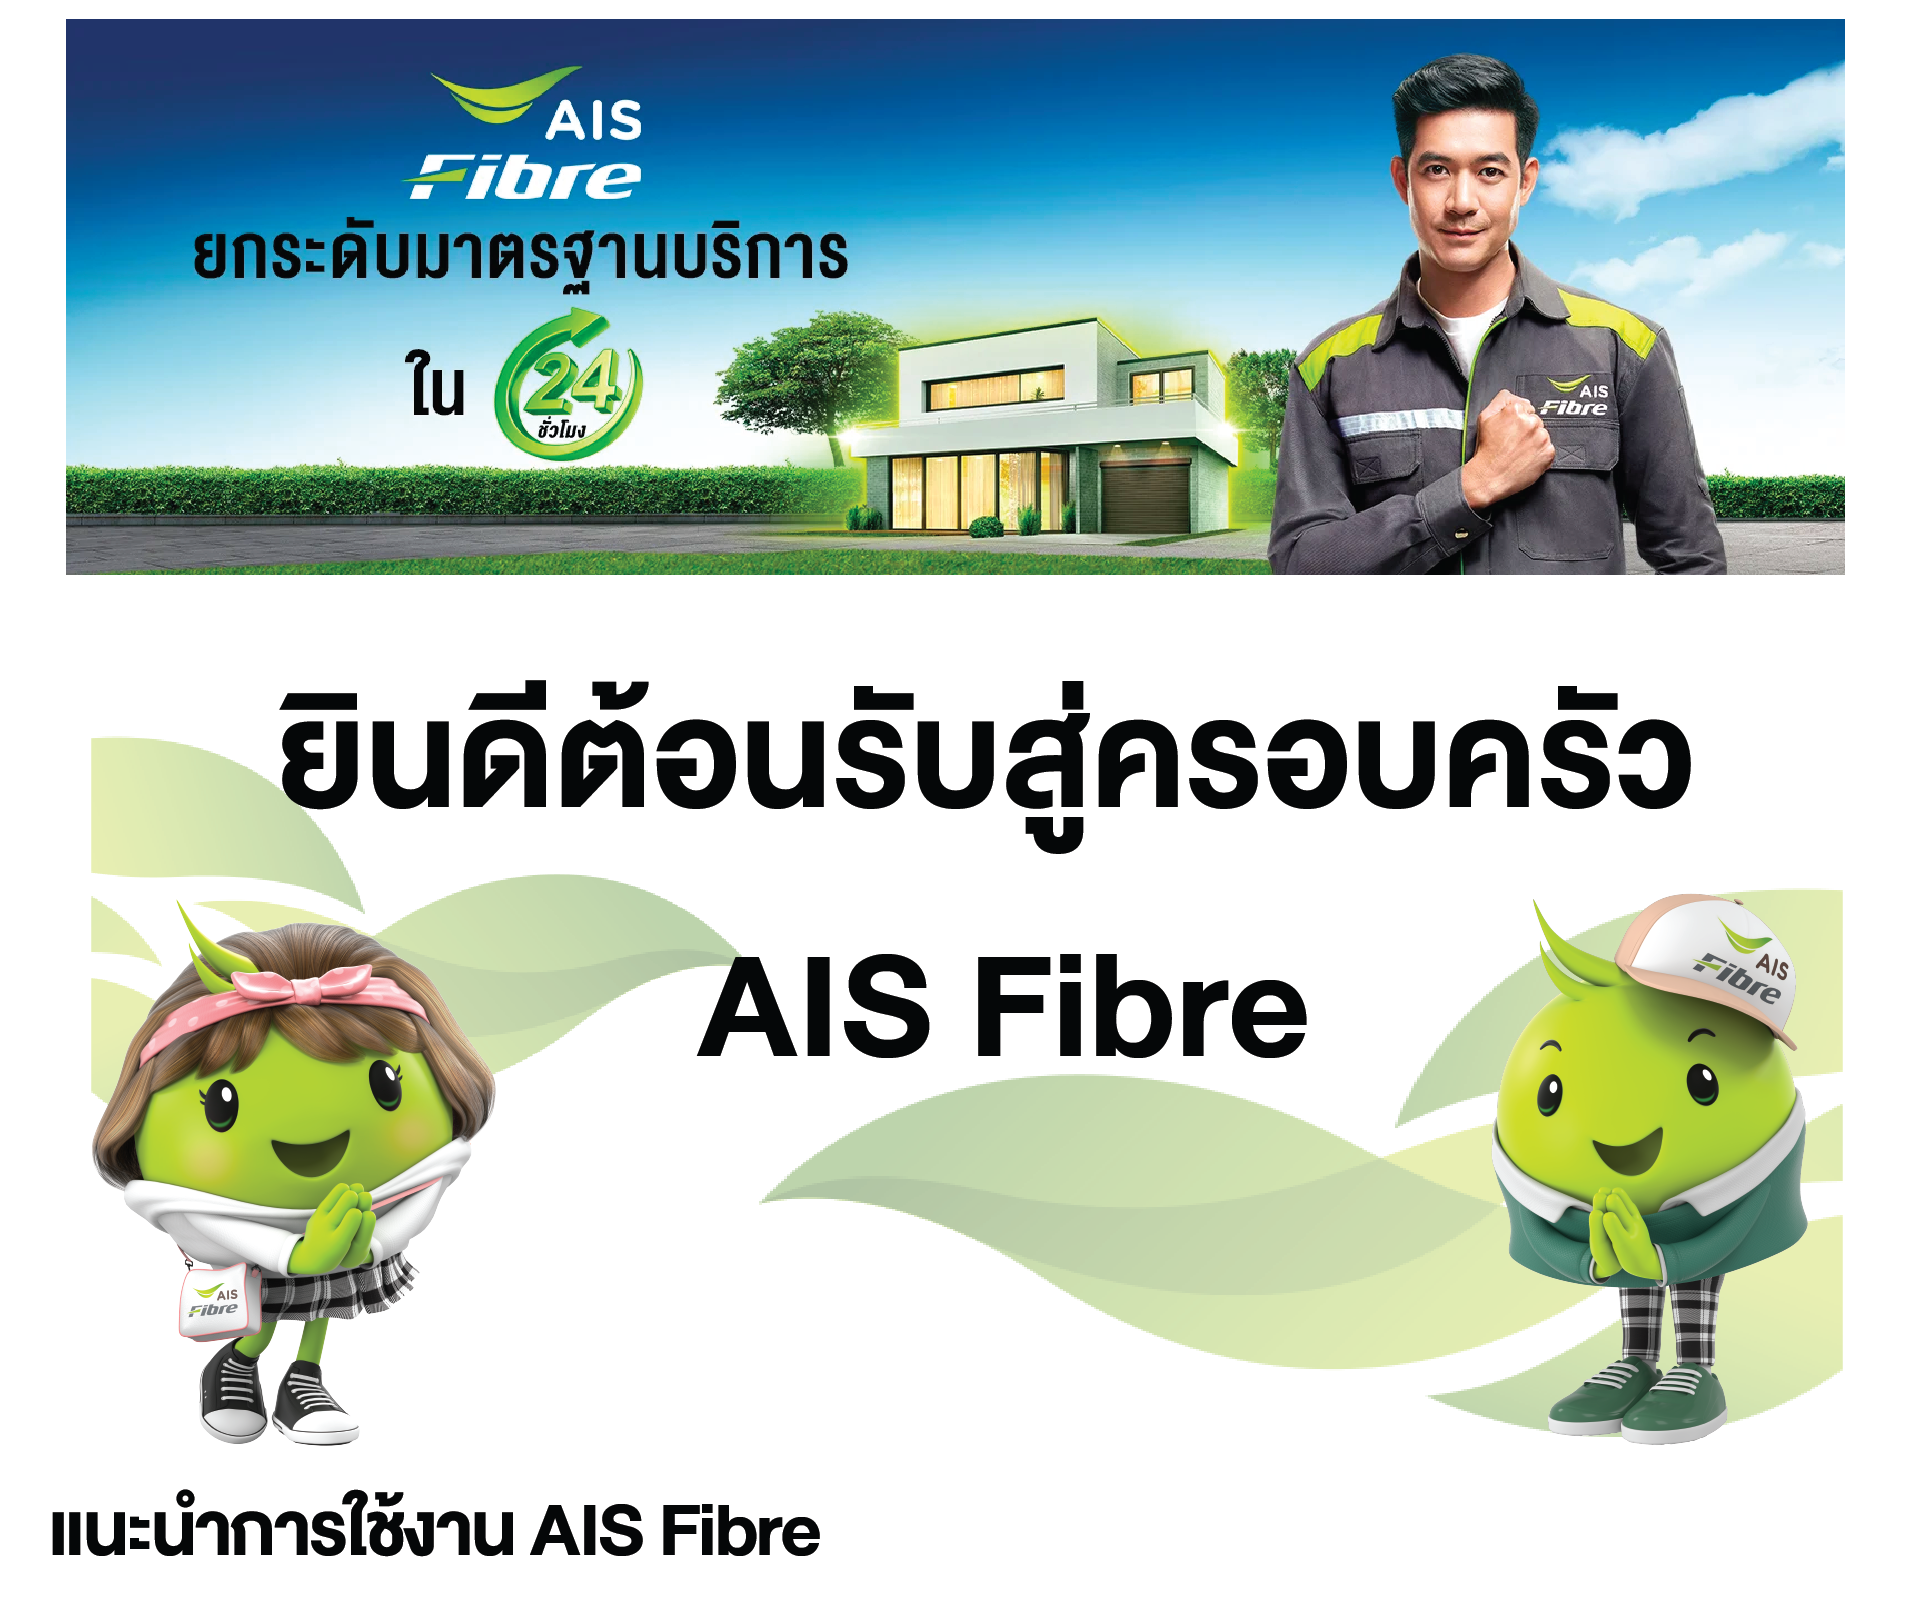 AIS
Fibre
ยกระดับมาตรฐานบริการ
ใน 24
ชั่วโมง
AIS
Fibre
ยินดีต้อนรับสู่ครอบครัว
AIS Fibre
AIS
Fibre
AIS
Fibre
แนะนำการใช้งาน AIS Fibre